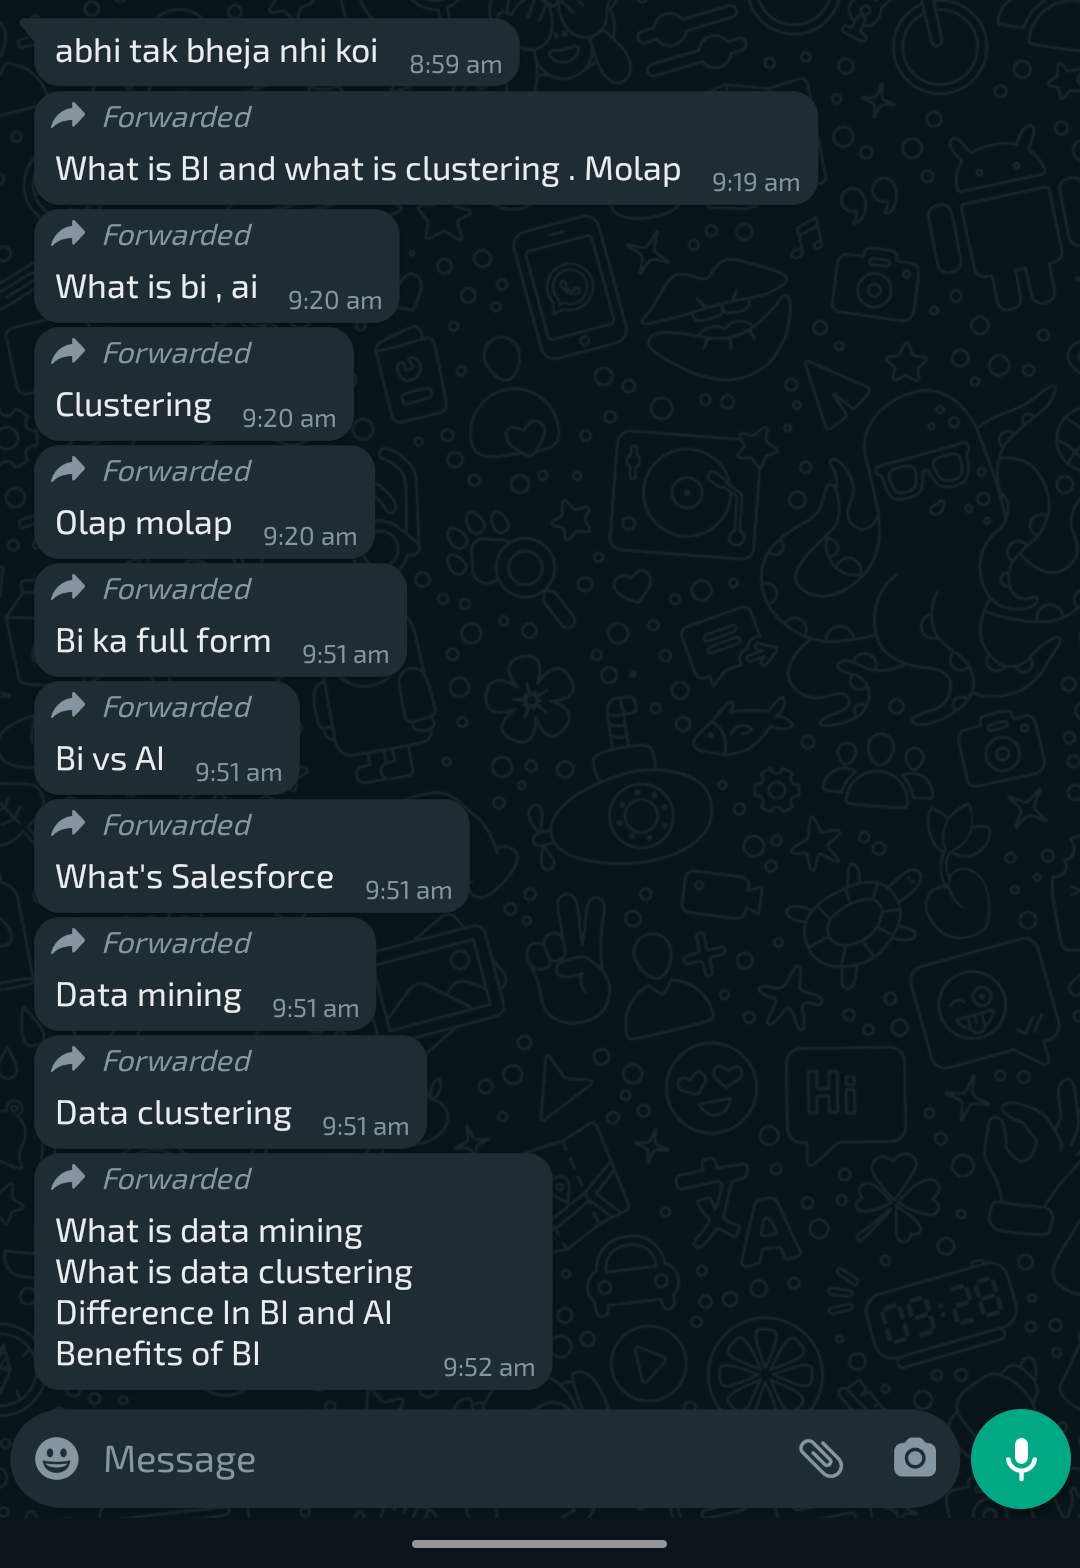 abhi tak bheja nhi koi 8:59 am
Forwarded
What is BI and what is clustering . Molap 9:19 am
Forwarded
What is bi , ai 9:20 am
Forwarded
Clustering 9:20 am
Forwarded
Olap molap 9:20 am
Forwarded
Bi ka full form 9:51 am
Forwarded
Bi vs AI 9:51 am
Forwarded
What's Salesforce 9:51 am
Forwarded
Data mining 9:51 am
Forwarded
Data clustering 9:51 am
Hi
Forwarded
What is data mining
What is data clustering
Difference In BI and AI
09:28
Benefits of BI 9:52 am
Message